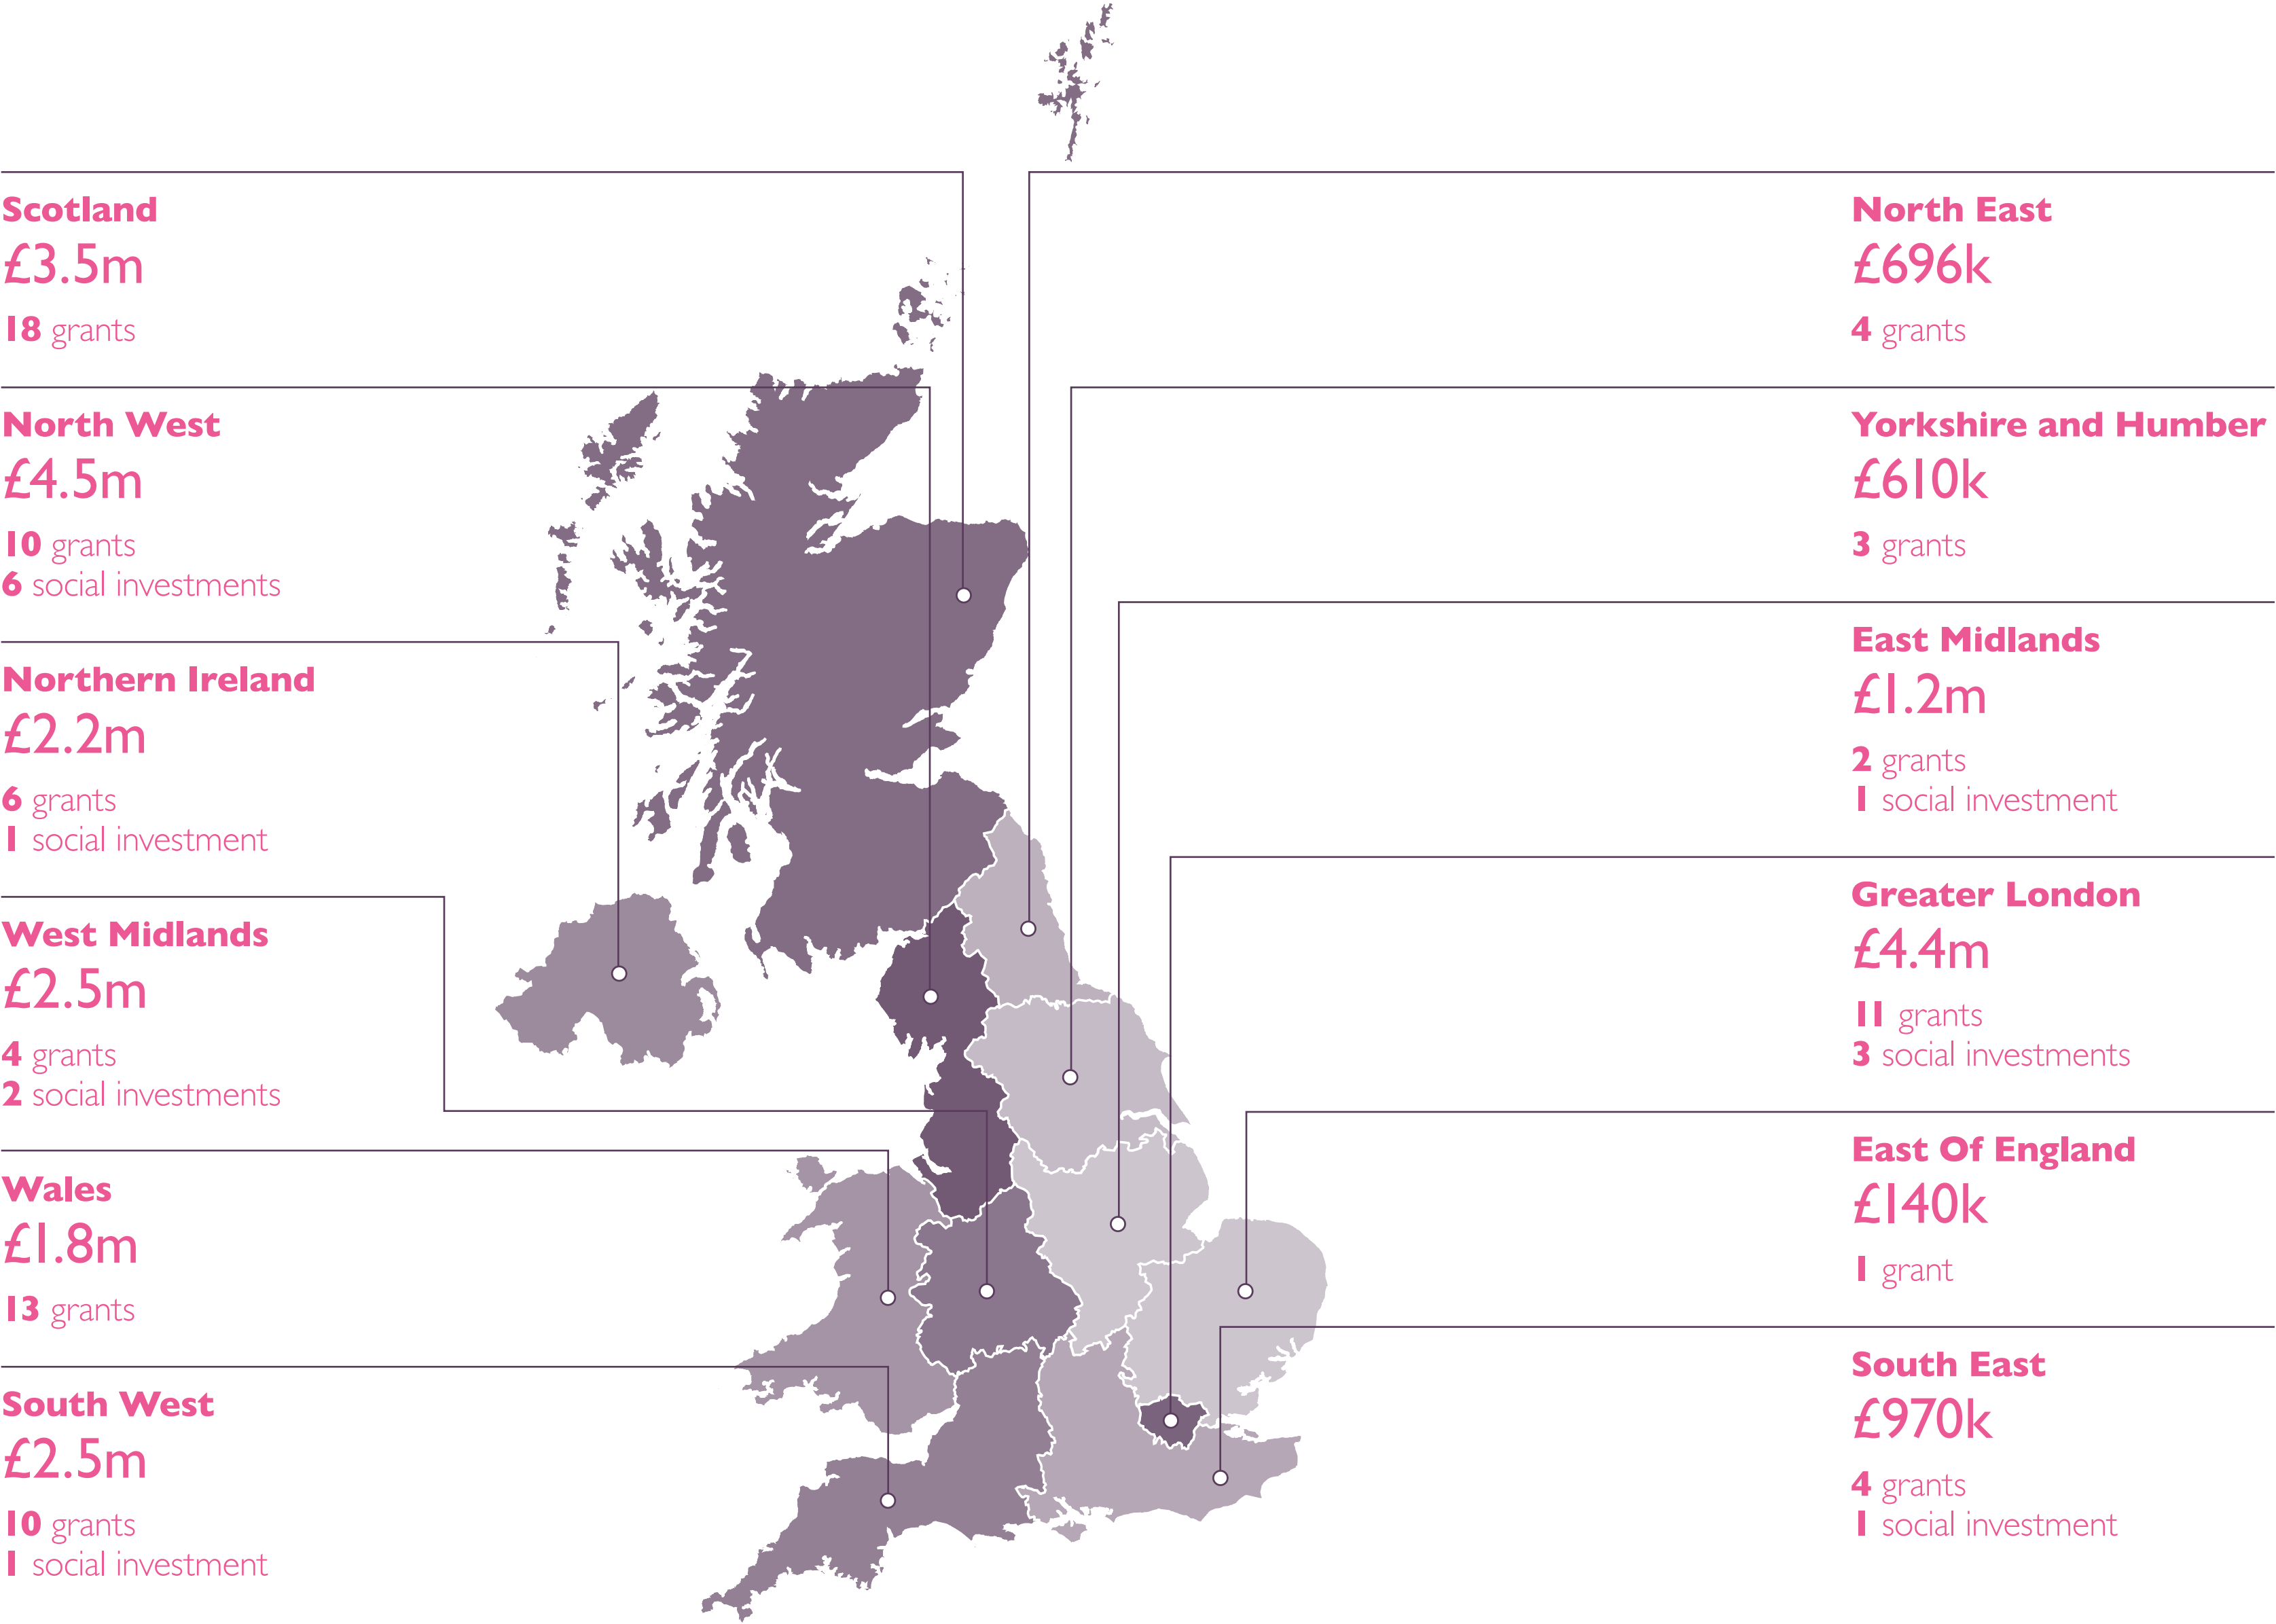 Scotland
£3.5m
18 grants
North West
£4.5m
10 grants
6 social investments
Northern Ireland
£2.2m
6 grants
1 social investment
West Midlands
£2.5m
4 grants
2 social investments
Wales
£1.8m
13 grants
South West
£2.5m
10 grants
1 social investment
North East
£696k
4 grants
Yorkshire and Humber
£610k
3 grants
East Midlands
£1.2m
2 grants
1 social investment
Greater London
£4.4m
11 grants
3 social investments
East Of England
£140k
1 grant
South East
£970k
4 grants
1 social investment